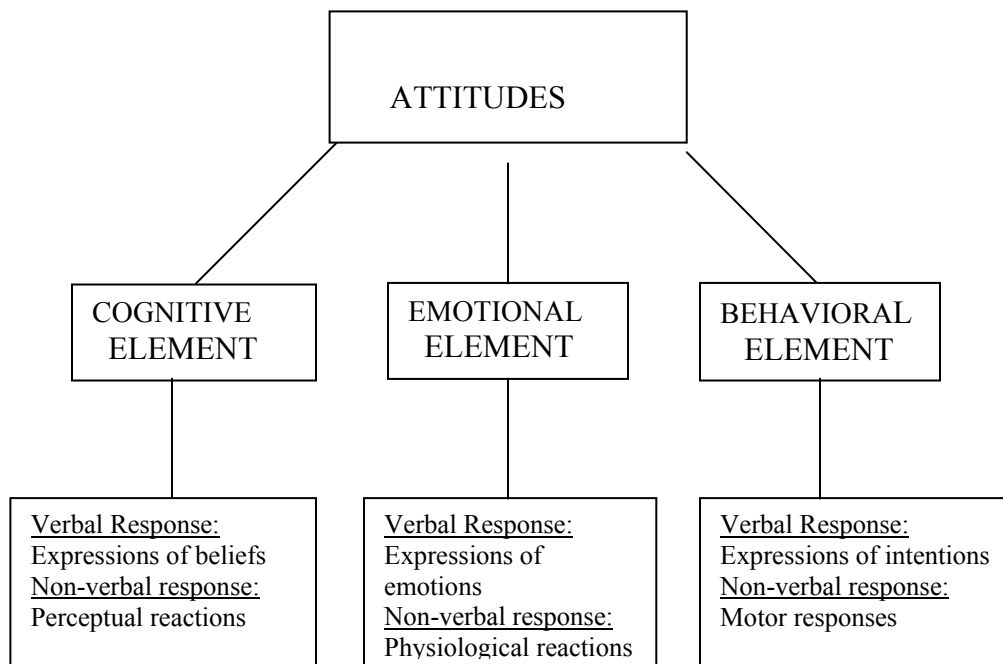 ATTITUDES
COGNITIVE
ELEMENT
EMOTIONAL
ELEMENT
BEHAVIORAL
ELEMENT
Verbal Response:
Expressions of beliefs
Non-verbal response:
Perceptual reactions
Verbal Response:
Expressions of
emotions
Non-verbal response:
Physiological reactions
Verbal Response:
Expressions of intentions
Non-verbal response:
Motor responses